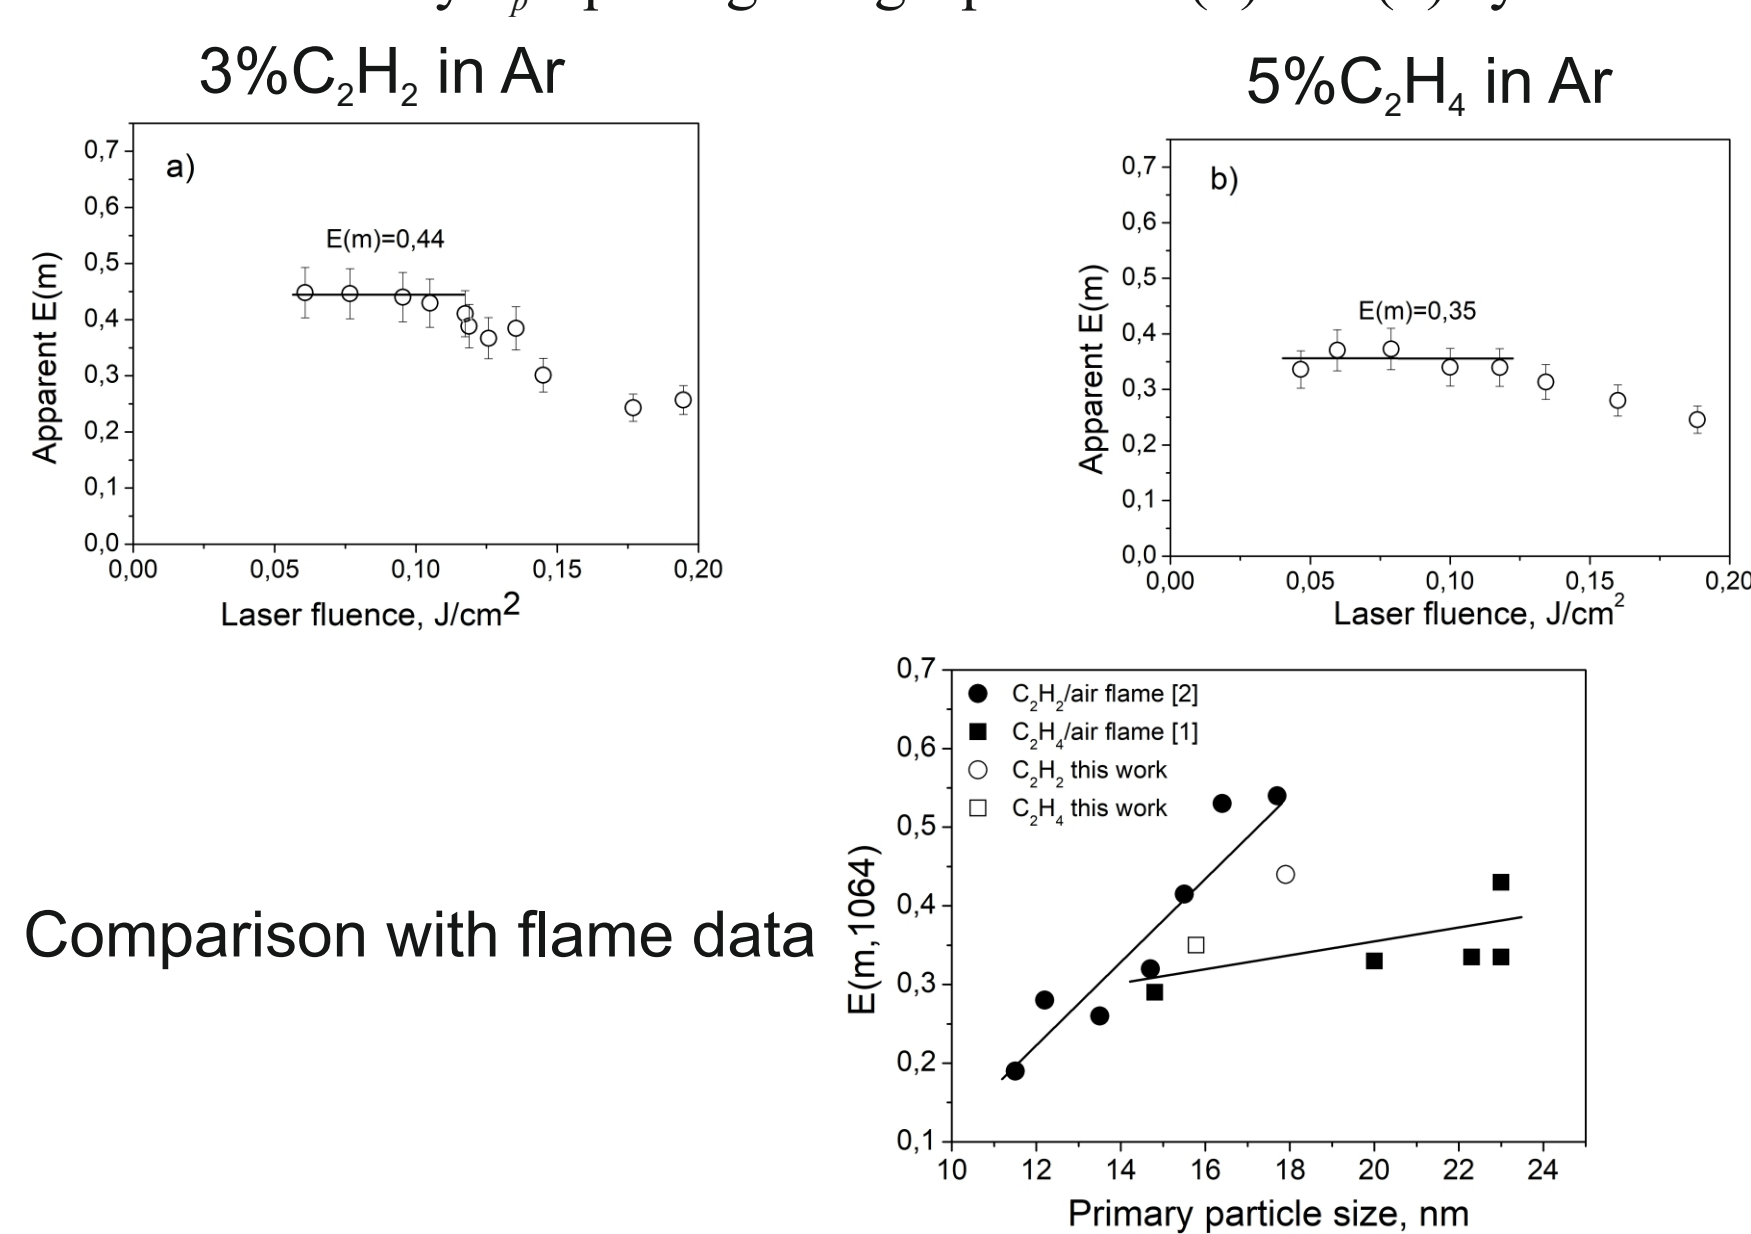 3%C₂H₂ in Ar
5%C₂H₄ in Ar
a)
E(m)=0,44
Apparent E(m)
0,7
0,6
0,5
0,4
0,3
0,2
0,1
0,0
0,00 0,05 0,10 0,15 0,20
Laser fluence, J/cm²
b)
E(m)=0,35
Apparent E(m)
0,7
0,6
0,5
0,4
0,3
0,2
0,1
0,0
0,00 0,05 0,10 0,15 0,20
Laser fluence, J/cm²
Comparison with flame data
C₂H₂/air flame [2]
C₂H₄/air flame [1]
C₂H₂ this work
C₂H₄ this work
E(m,1064)
0,7
0,6
0,5
0,4
0,3
0,2
0,1
10 12 14 16 18 20 22 24
Primary particle size, nm